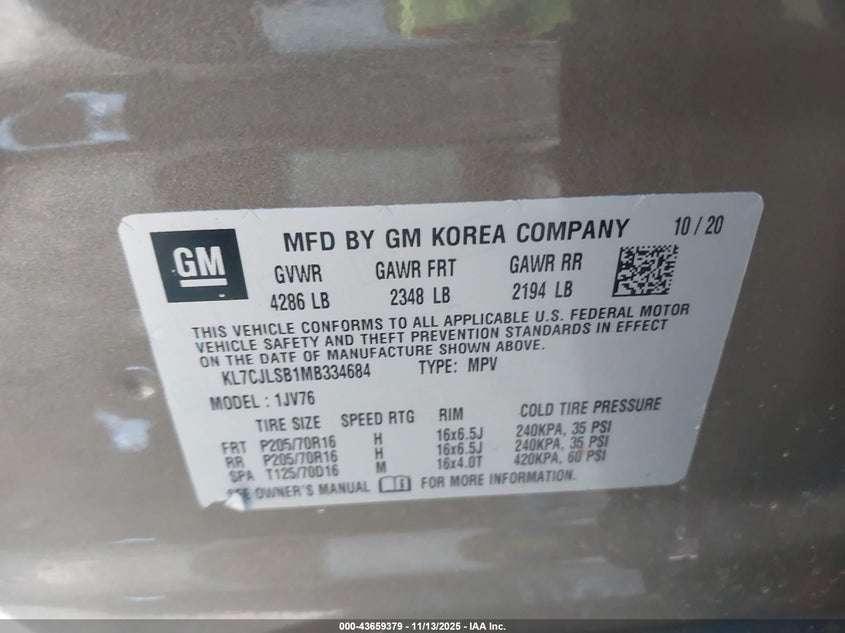 GM
MFD BY GM KOREA COMPANY 10/20
GVWR GAWR FRT GAWR RR
4286 LB 2348 LB 2194 LB
THIS VEHICLE CONFORMS TO ALL APPLICABLE U.S. FEDERAL MOTOR
VEHICLE SAFETY AND THEFT PREVENTION STANDARDS IN EFFECT
ON THE DATE OF MANUFACTURE SHOWN ABOVE.
KL7CJLSB1MB334684 TYPE: MPV
MODEL : 1JV76
TIRE SIZE SPEED RTG RIM COLD TIRE PRESSURE
FRT P205/70R16 H 16x6.5J 240KPA, 35 PSI
RR P205/70R16 H 16x6.5J 240KPA, 35 PSI
SPA T125/70D16 M 16x4.0T 420KPA, 60 PSI
SEE OWNER'S MANUAL FOR MORE INFORMATION.
000-43659379 - 11/13/2025 - IAA Inc.